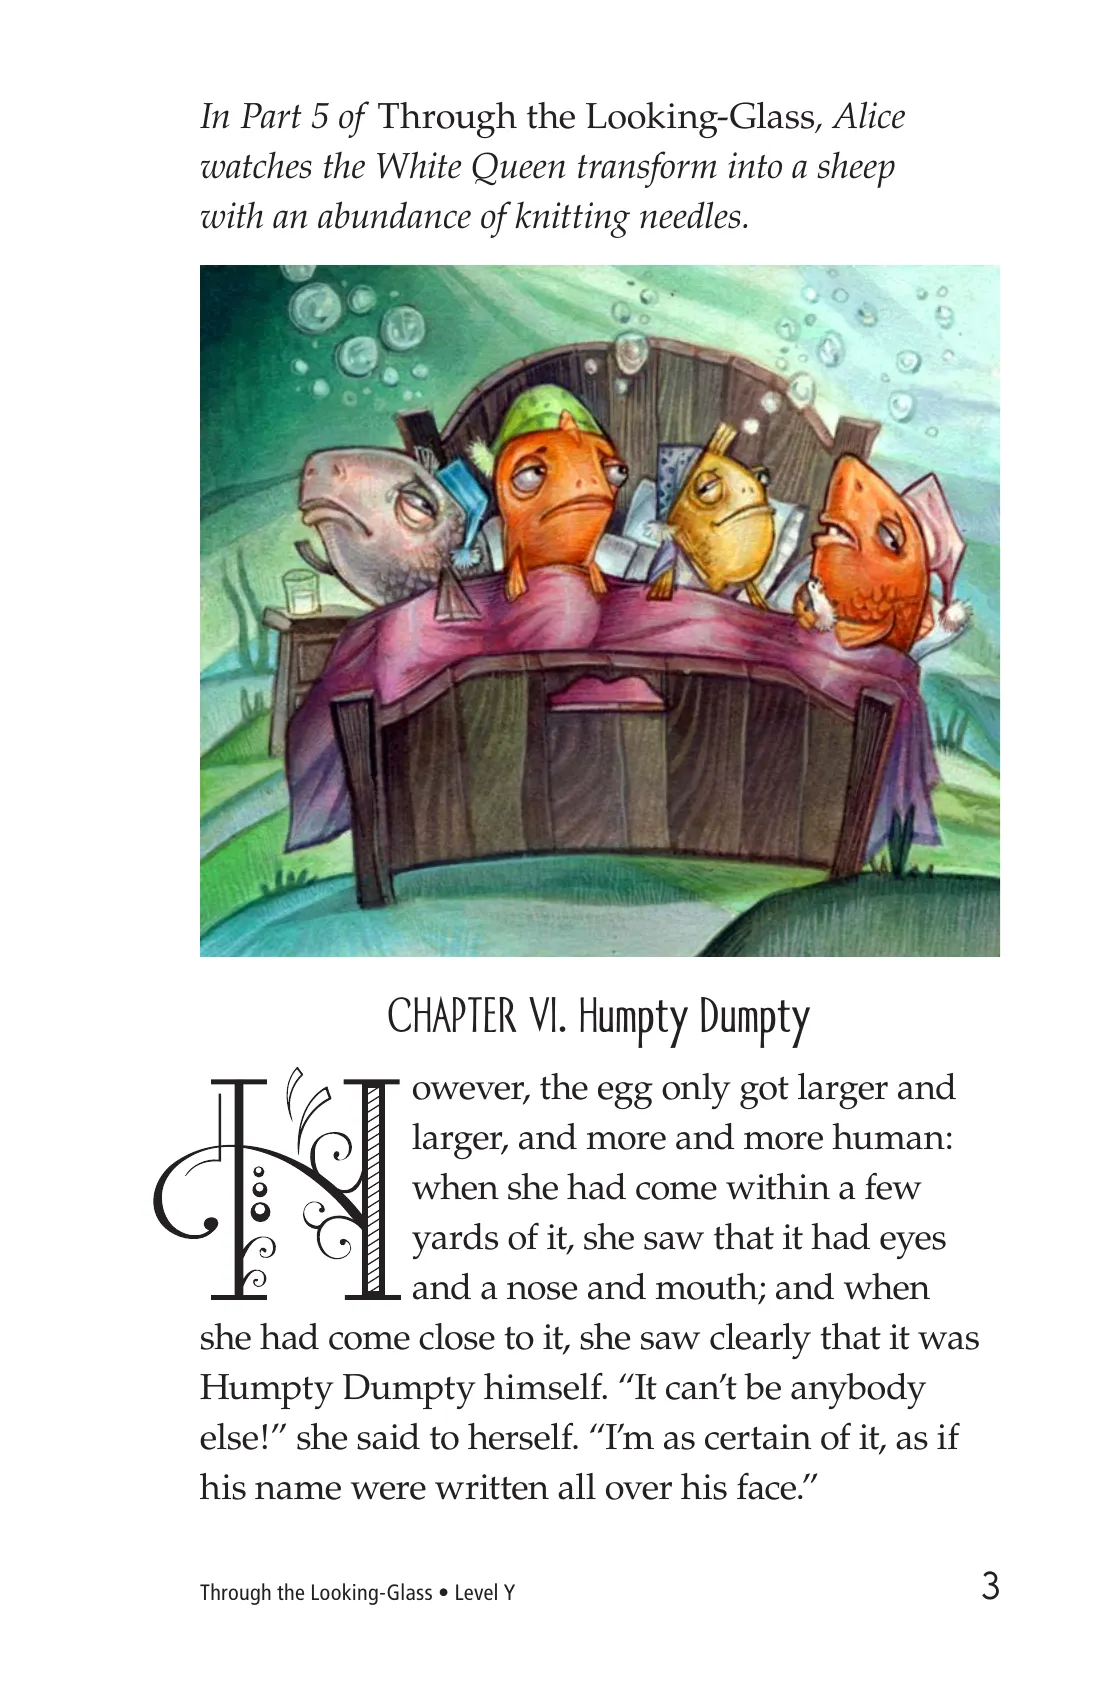 In Part 5 of Through the Looking-Glass, Alice
watches the White Queen transform into a sheep
with an abundance of knitting needles.
CHAPTER VI. Humpty Dumpty
However, the egg only got larger and
larger, and more and more human:
when she had come within a few
yards of it, she saw that it had eyes
and a nose and mouth; and when
she had come close to it, she saw clearly that it was
Humpty Dumpty himself. “It can’t be anybody
else!” she said to herself. “I’m as certain of it, as if
his name were written all over his face.”
Through the Looking-Glass • Level Y
3